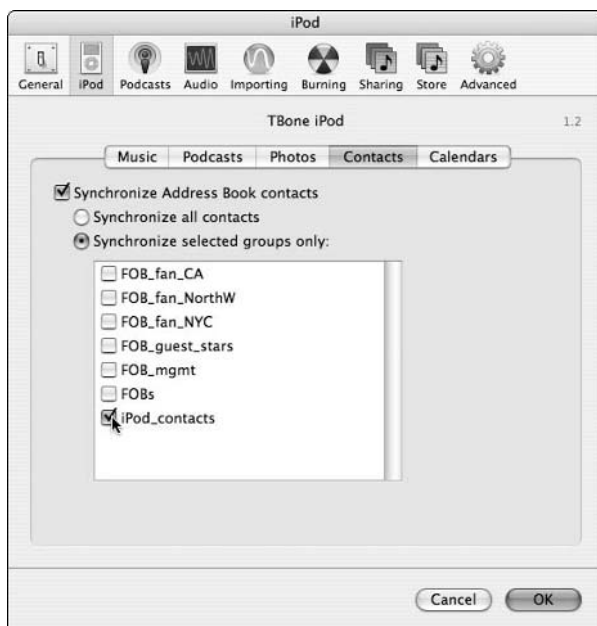 iPod
General iPod Podcasts Audio Importing Burning Sharing Store Advanced
TBone iPod 1.2
Music Podcasts Photos Contacts Calendars
Synchronize Address Book contacts
Synchronize all contacts
Synchronize selected groups only:
FOB_fan_CA
FOB_fan_NorthW
FOB_fan_NYC
FOB_guest_stars
FOB_mgmt
FOBs
iPod_contacts
Cancel OK